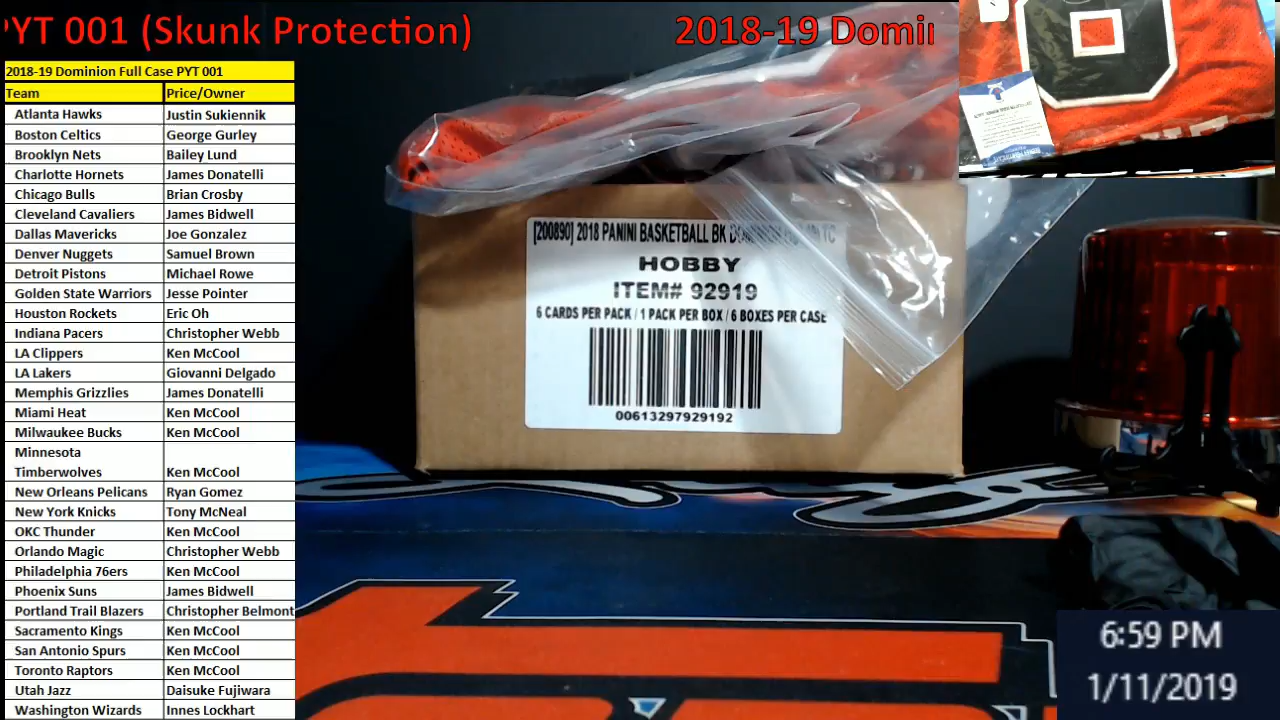 PYT 001 (Skunk Protection)
2018-19 Domin
2018-19 Dominion Full Case PYT 001
Team Price/Owner
Atlanta Hawks Justin Sukiennik
Boston Celtics George Gurley
Brooklyn Nets Bailey Lund
Charlotte Hornets James Donatelli
Chicago Bulls Brian Crosby
Cleveland Cavaliers James Bidwell
Dallas Mavericks Joe Gonzalez
Denver Nuggets Samuel Brown
Detroit Pistons Michael Rowe
Golden State Warriors Jesse Pointer
Houston Rockets Eric Oh
Indiana Pacers Christopher Webb
LA Clippers Ken McCool
LA Lakers Giovanni Delgado
Memphis Grizzlies James Donatelli
Miami Heat Ken McCool
Milwaukee Bucks Ken McCool
Minnesota
Timberwolves Ken McCool
New Orleans Pelicans Ryan Gomez
New York Knicks Tony McNeal
OKC Thunder Ken McCool
Orlando Magic Christopher Webb
Philadelphia 76ers Ken McCool
Phoenix Suns James Bidwell
Portland Trail Blazers Christopher Belmont
Sacramento Kings Ken McCool
San Antonio Spurs Ken McCool
Toronto Raptors Ken McCool
Utah Jazz Daisuke Fujiwara
Washington Wizards Innes Lockhart
[200890] 2018 PANINI BASKETBALL BK
HOBBY
ITEM# 92919
6 CARDS PER PACK / 1 PACK PER BOX / 6 BOXES PER CASE
00613297929192
6:59 PM
1/11/2019